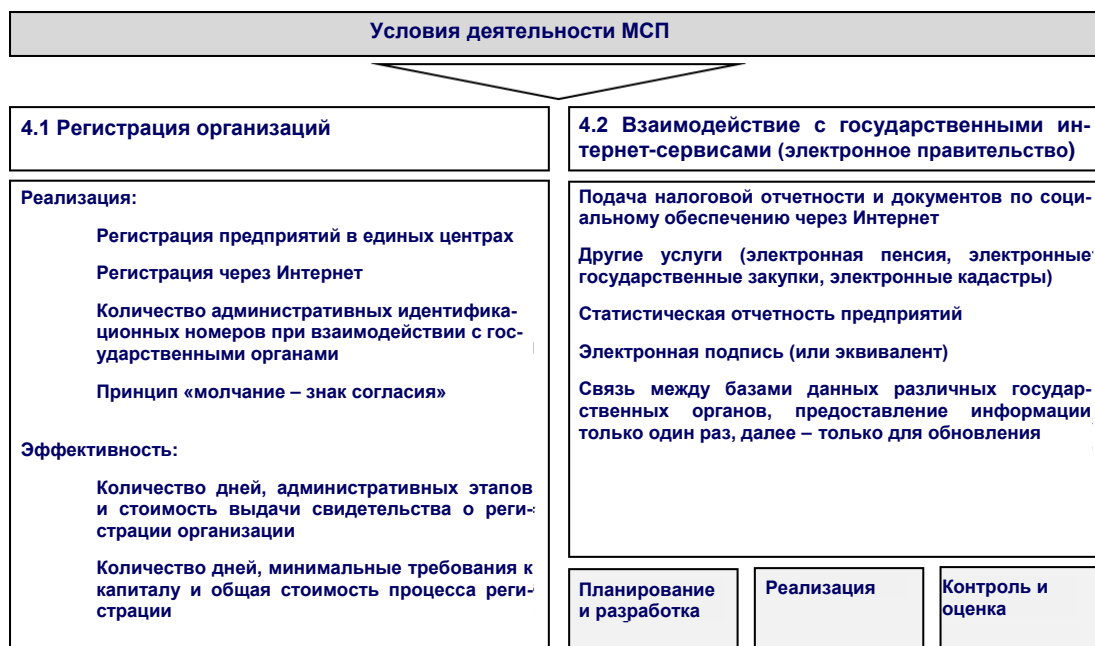 Условия деятельности МСП
4.1 Регистрация организаций
Реализация:
Регистрация предприятий в единых центрах
Регистрация через Интернет
Количество административных идентифика-
ционных номеров при взаимодействии с гос-
ударственными органами
Принцип «молчание – знак согласия»
Эффективность:
Количество дней, административных этапов
и стоимость выдачи свидетельства о реги-
страции организации
Количество дней, минимальные требования к
капиталу и общая стоимость процесса реги-
страции
4.2 Взаимодействие с государственными ин-
тернет-сервисами (электронное правительство)
Подача налоговой отчетности и документов по соци-
альному обеспечению через Интернет
Другие услуги (электронная пенсия, электронные
государственные закупки, электронные кадастры)
Статистическая отчетность предприятий
Электронная подпись (или эквивалент)
Связь между базами данных различных государ-
ственных органов, предоставление информации
только один раз, далее – только для обновления
Планирование
и разработка
Реализация
Контроль и
оценка